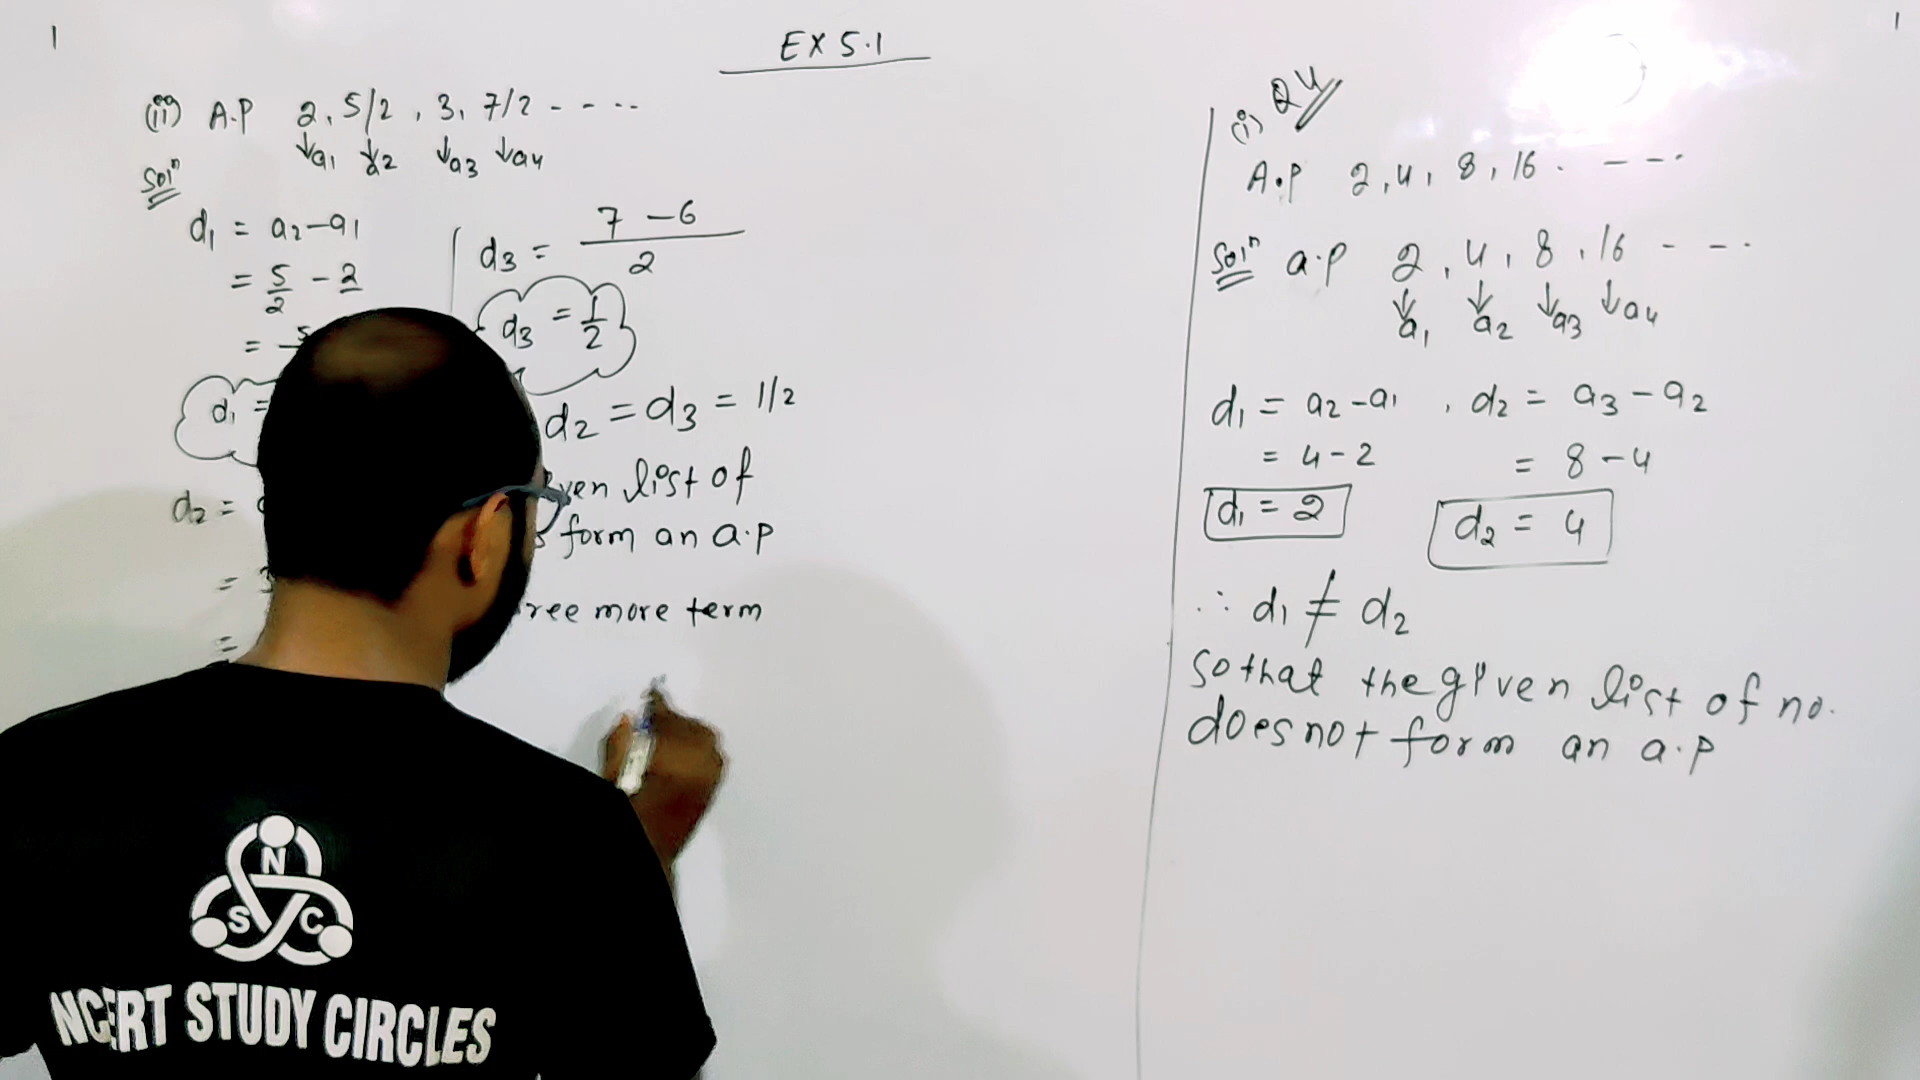 EX 5.1
(ii) A.P 2, 5/2, 3, 7/2 - - - -
↓a1 ↓a2 ↓a3 ↓a4
Solⁿ
d1 = a2-a1
= 5/2 - 2
= 5
d1 =
d2 =
= 3
=
d3 = (7 - 6)/2
d3 = 1/2
d2 = d3 = 1/2
list of
form an a.p
more term
Q4
(i)
A.P 2, 4, 8, 16. - - - .
Solⁿ a.p 2, 4, 8, 16 - - - .
↓a1 ↓a2 ↓a3 ↓a4
d1 = a2-a1, d2 = a3-a2
= 4-2 = 8-4
d1 = 2 d2 = 4
∴ d1 ≠ d2
So that the given list of no.
does not form an a.p
N
S C
NCERT STUDY CIRCLES